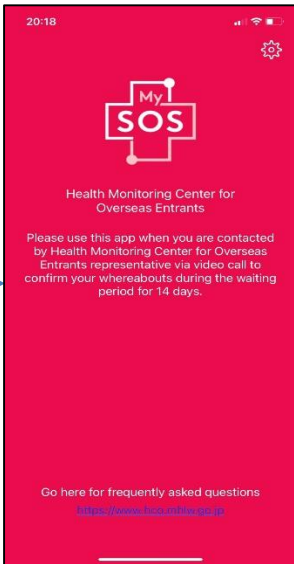 20:18
My
SOS
Health Monitoring Center for
Overseas Entrants
Please use this app when you are contacted
by Health Monitoring Center for Overseas
Entrants representative via video call to
confirm your whereabouts during the waiting
period for 14 days.
Go here for frequently asked questions
https://www.hco.mhlw.go.jp